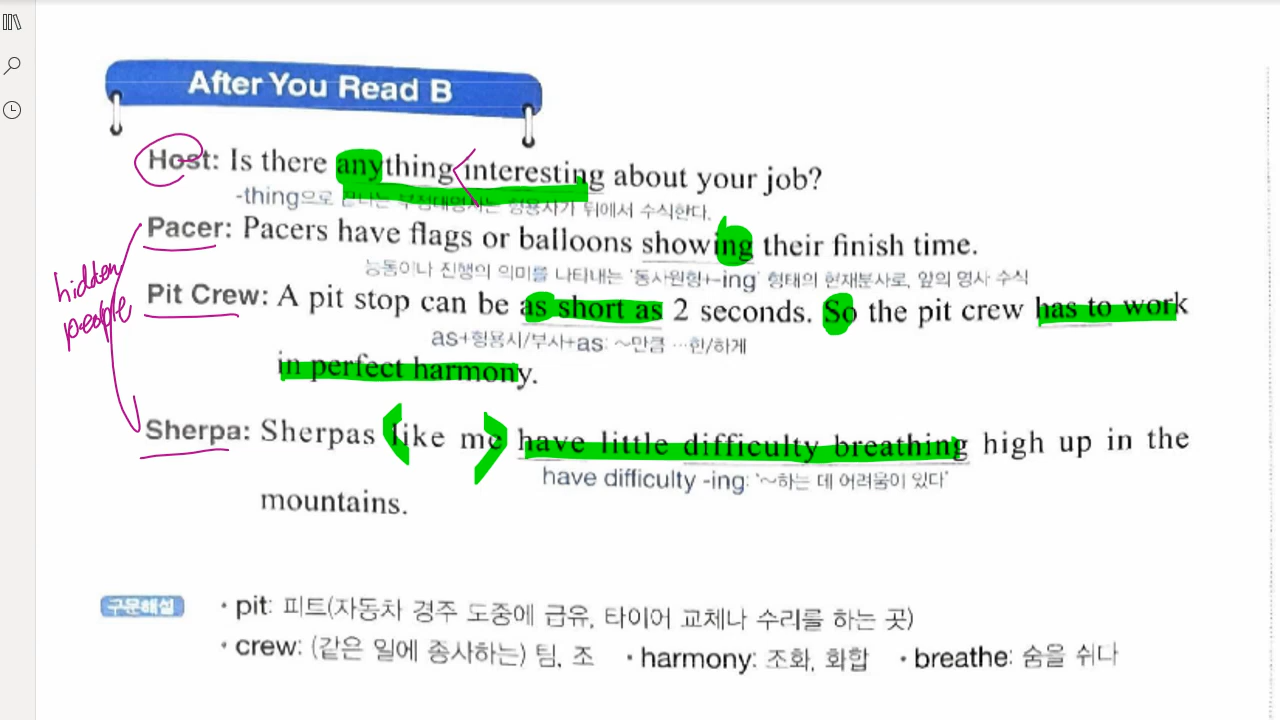 After You Read B
Host: Is there anything interesting about your job?
-thing으로 끝나는 부정대명사는 형용사가 뒤에서 수식한다.
Pacer: Pacers have flags or balloons showing their finish time.
능동이나 진행의 의미를 나타내는 '동사원형+-ing' 형태의 현재분사로, 앞의 명사 수식
hidden
people
Pit Crew: A pit stop can be as short as 2 seconds. So the pit crew has to work
as+형용사/부사+as: ~만큼 …한/하게
in perfect harmony.
Sherpa: Sherpas like me have little difficulty breathing high up in the
have difficulty -ing: '~하는 데 어려움이 있다'
mountains.
구문해설
• pit: 피트(자동차 경주 도중에 급유, 타이어 교체나 수리를 하는 곳)
• crew: (같은 일에 종사하는) 팀, 조 • harmony: 조화, 화합 • breathe: 숨을 쉬다